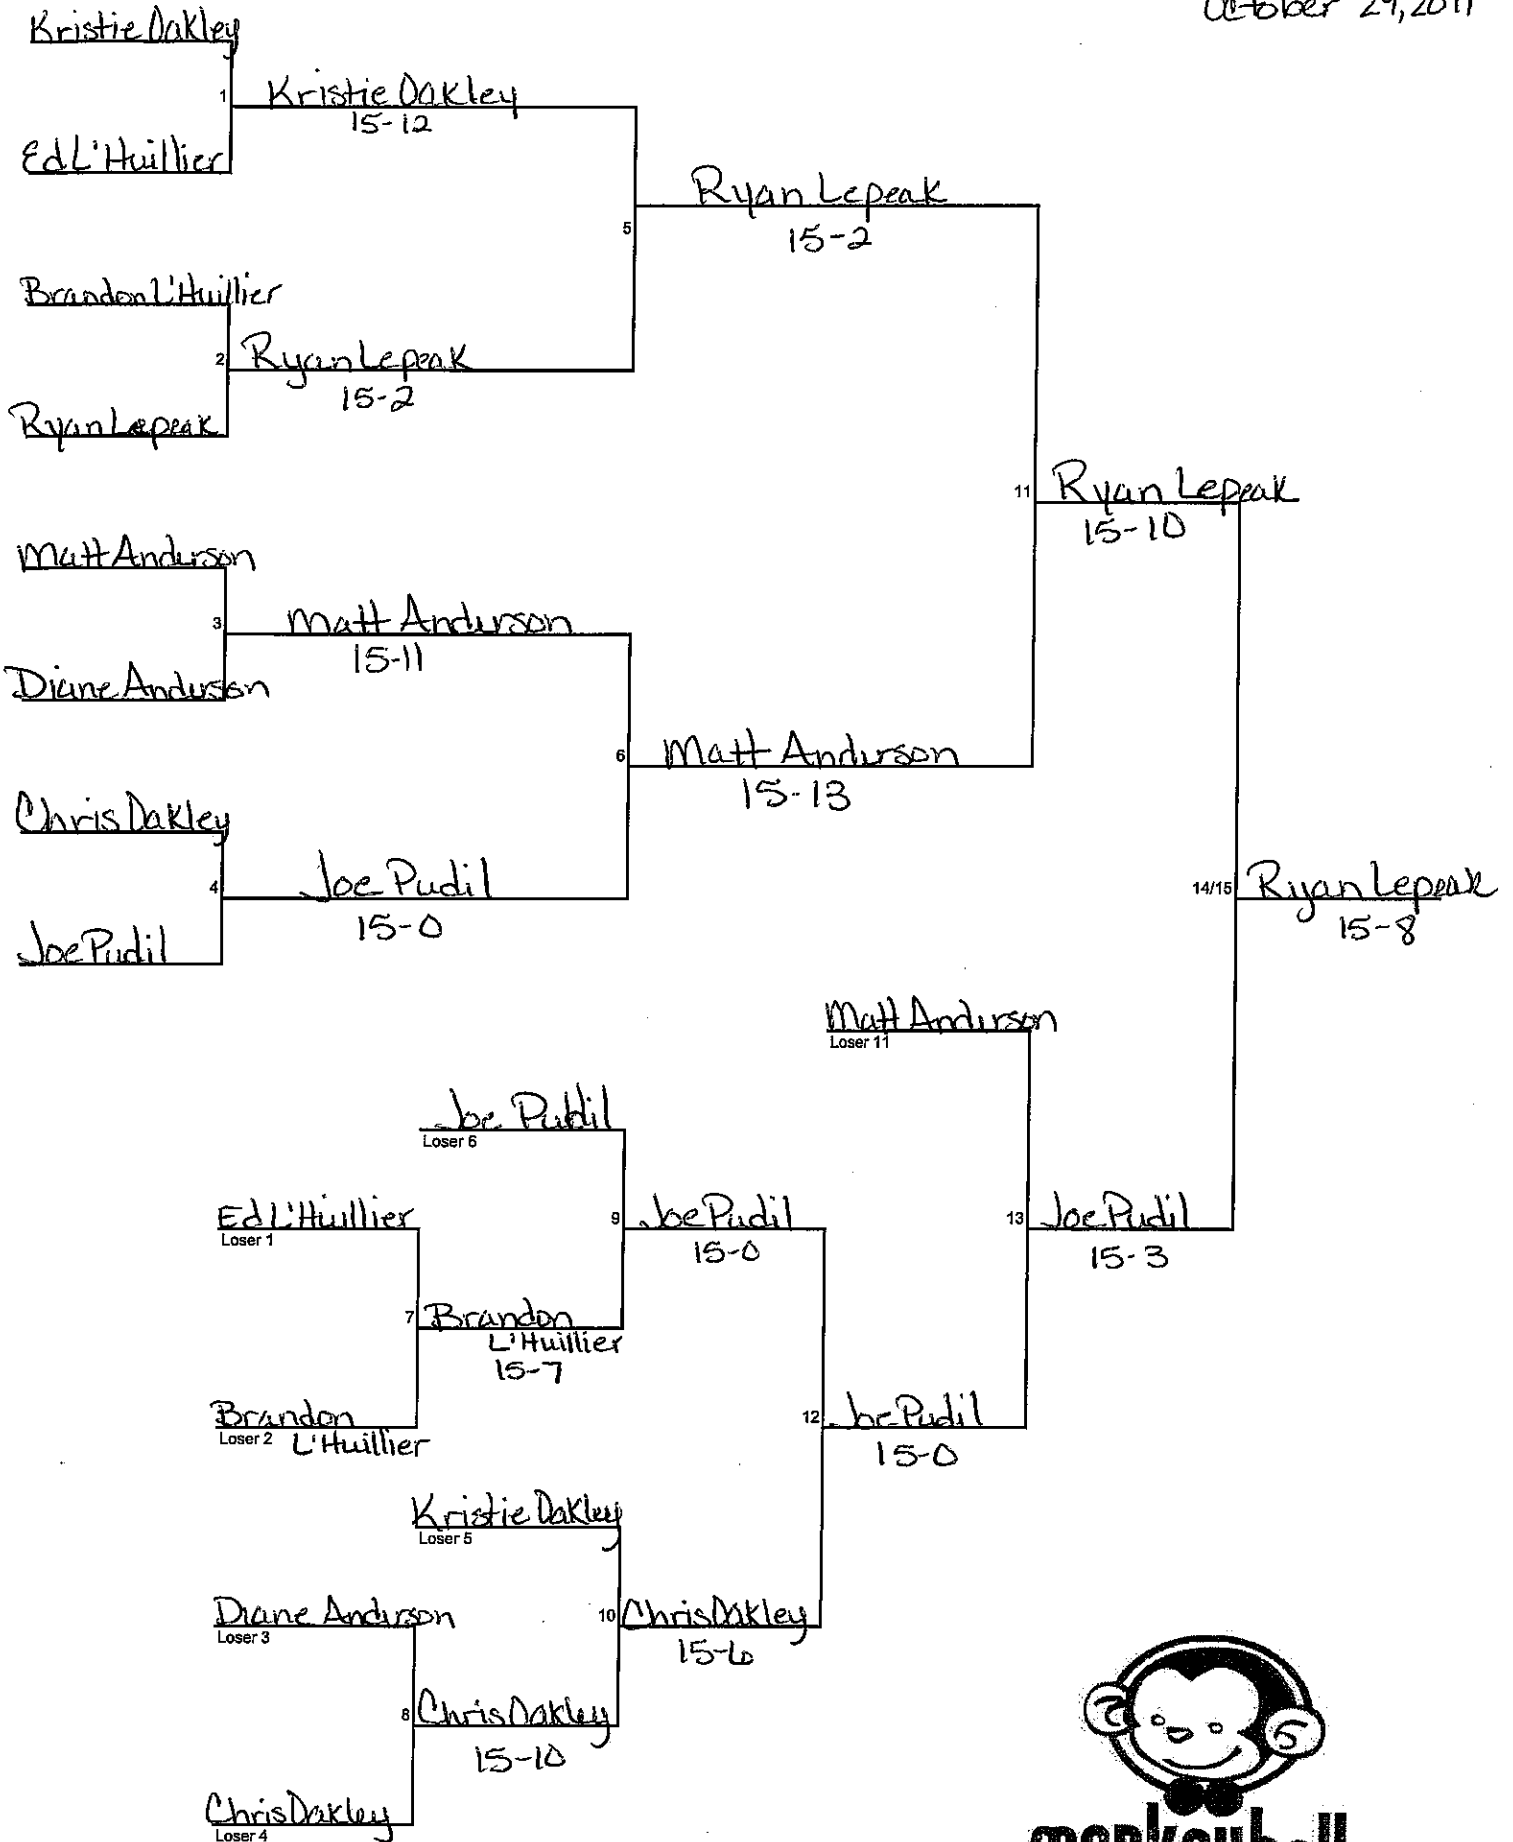 October 29, 2011
Kristie Oakley
1 Kristie Oakley
15-12
Ed L'Huillier
Ryan Lepeak
5
15-2
Brandon L'Huillier
2 Ryan Lepeak
15-2
Ryan Lepeak
11 Ryan Lepeak
15-10
Matt Anderson
3 Matt Anderson
15-11
Diane Anderson
6 Matt Anderson
15-13
Chris Oakley
4 Joe Pudil
15-0
14/15 Ryan Lepeak
15-8
Joe Pudil
Matt Anderson
Loser 11
Joe Pudil
Loser 6
Ed L'Huillier
Loser 1
9 Joe Pudil
15-0
13 Joe Pudil
15-3
7 Brandon
L'Huillier
15-7
Brandon
Loser 2 L'Huillier
12 Joe Pudil
15-0
Kristie Oakley
Loser 5
Diane Anderson
Loser 3
10 Chris Oakley
15-6
8 Chris Oakley
15-10
Chris Oakley
Loser 4
monkeyball